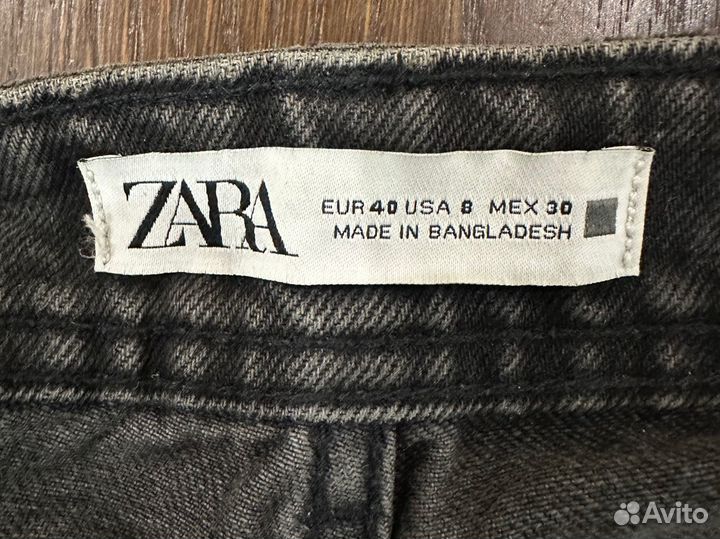 ZARA
EUR 40 USA 8 MEX 30
MADE IN BANGLADESH
Avito